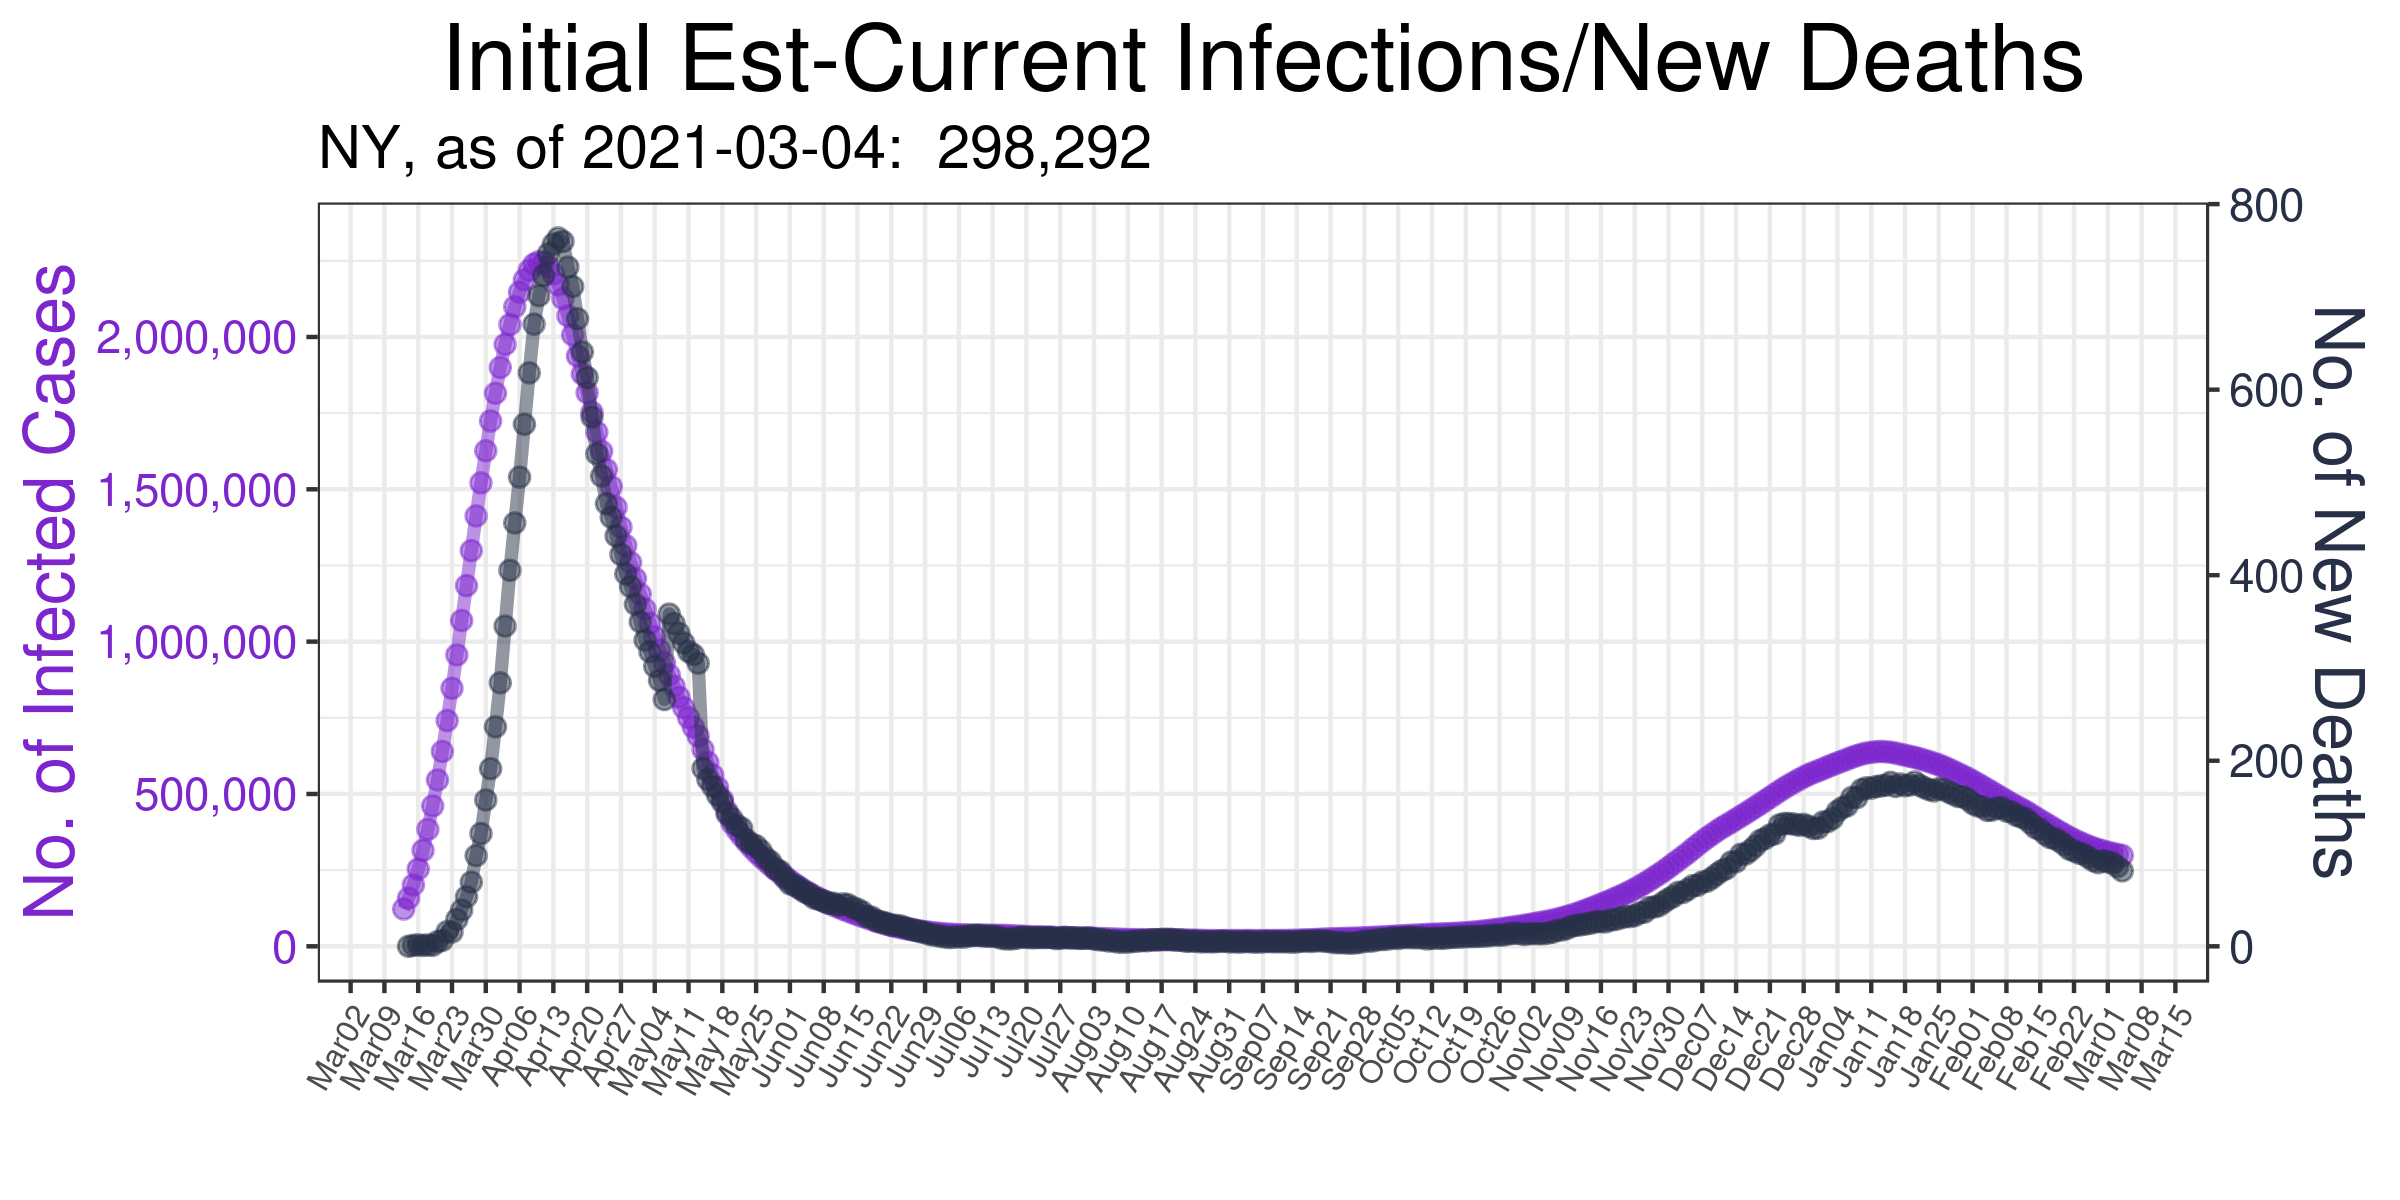 Initial Est-Current Infections/New Deaths
NY, as of 2021-03-04: 298,292
No. of Infected Cases
2,000,000
1,500,000
1,000,000
500,000
0
800
600
400
200
0
No. of New Deaths
Mar02
Mar09
Mar16
Mar23
Mar30
Apr06
Apr13
Apr20
Apr27
May04
May11
May18
May25
Jun01
Jun08
Jun15
Jun22
Jun29
Jul06
Jul13
Jul20
Jul27
Aug03
Aug10
Aug17
Aug24
Aug31
Sep07
Sep14
Sep21
Sep28
Oct05
Oct12
Oct19
Oct26
Nov02
Nov09
Nov16
Nov23
Nov30
Dec07
Dec14
Dec21
Dec28
Jan04
Jan11
Jan18
Jan25
Feb01
Feb08
Feb15
Feb22
Mar01
Mar08
Mar15